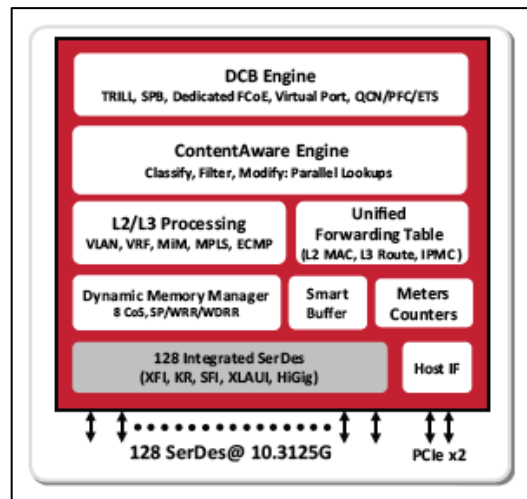 DCB Engine
TRILL, SPB, Dedicated FCoE, Virtual Port, QCN/PFC/ETS
ContentAware Engine
Classify, Filter, Modify: Parallel Lookups
L2/L3 Processing
VLAN, VRF, MiM, MPLS, ECMP
Unified
Forwarding Table
(L2 MAC, L3 Route, IPMC)
Dynamic Memory Manager
8 CoS, SP/WRR/WDRR
Smart
Buffer
Meters
Counters
128 Integrated SerDes
(XFI, KR, SFI, XLAUI, HiGig)
Host IF
128 SerDes@ 10.3125G
PCIe x2